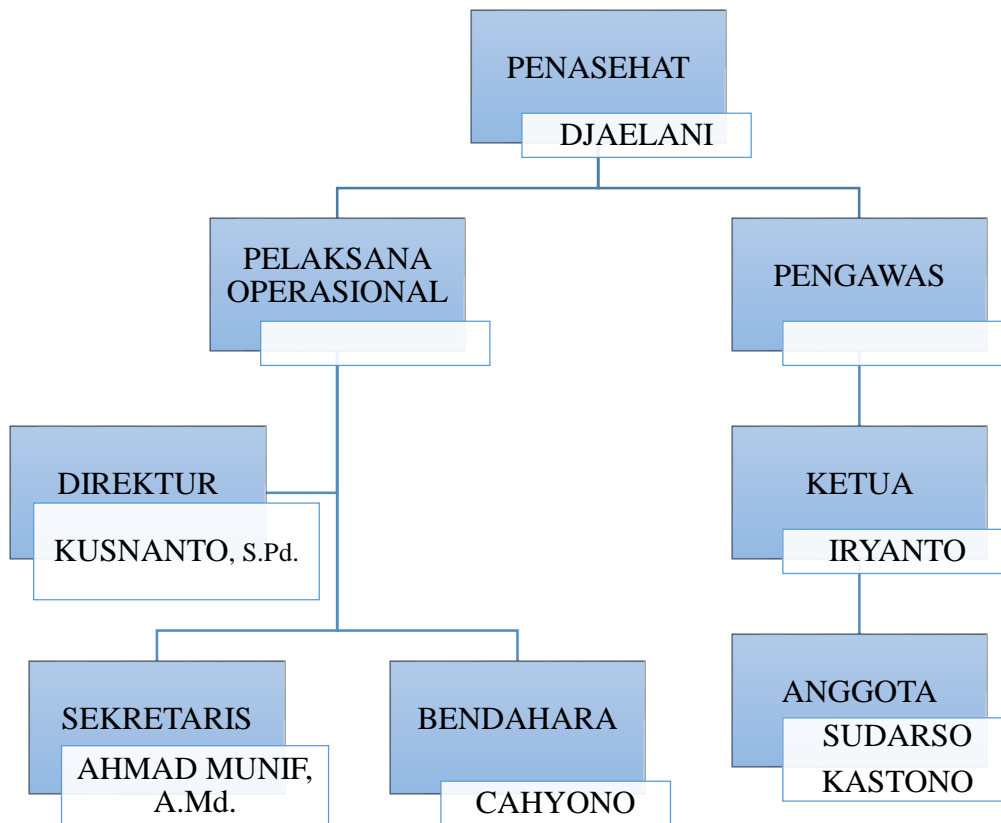 PENASEHAT
DJAELANI
PELAKSANA
OPERASIONAL
PENGAWAS
DIREKTUR
KUSNANTO, S.Pd.
KETUA
IRYANTO
SEKRETARIS
AHMAD MUNIF,
A.Md.
BENDAHARA
CAHYONO
ANGGOTA
SUDARSO
KASTONO